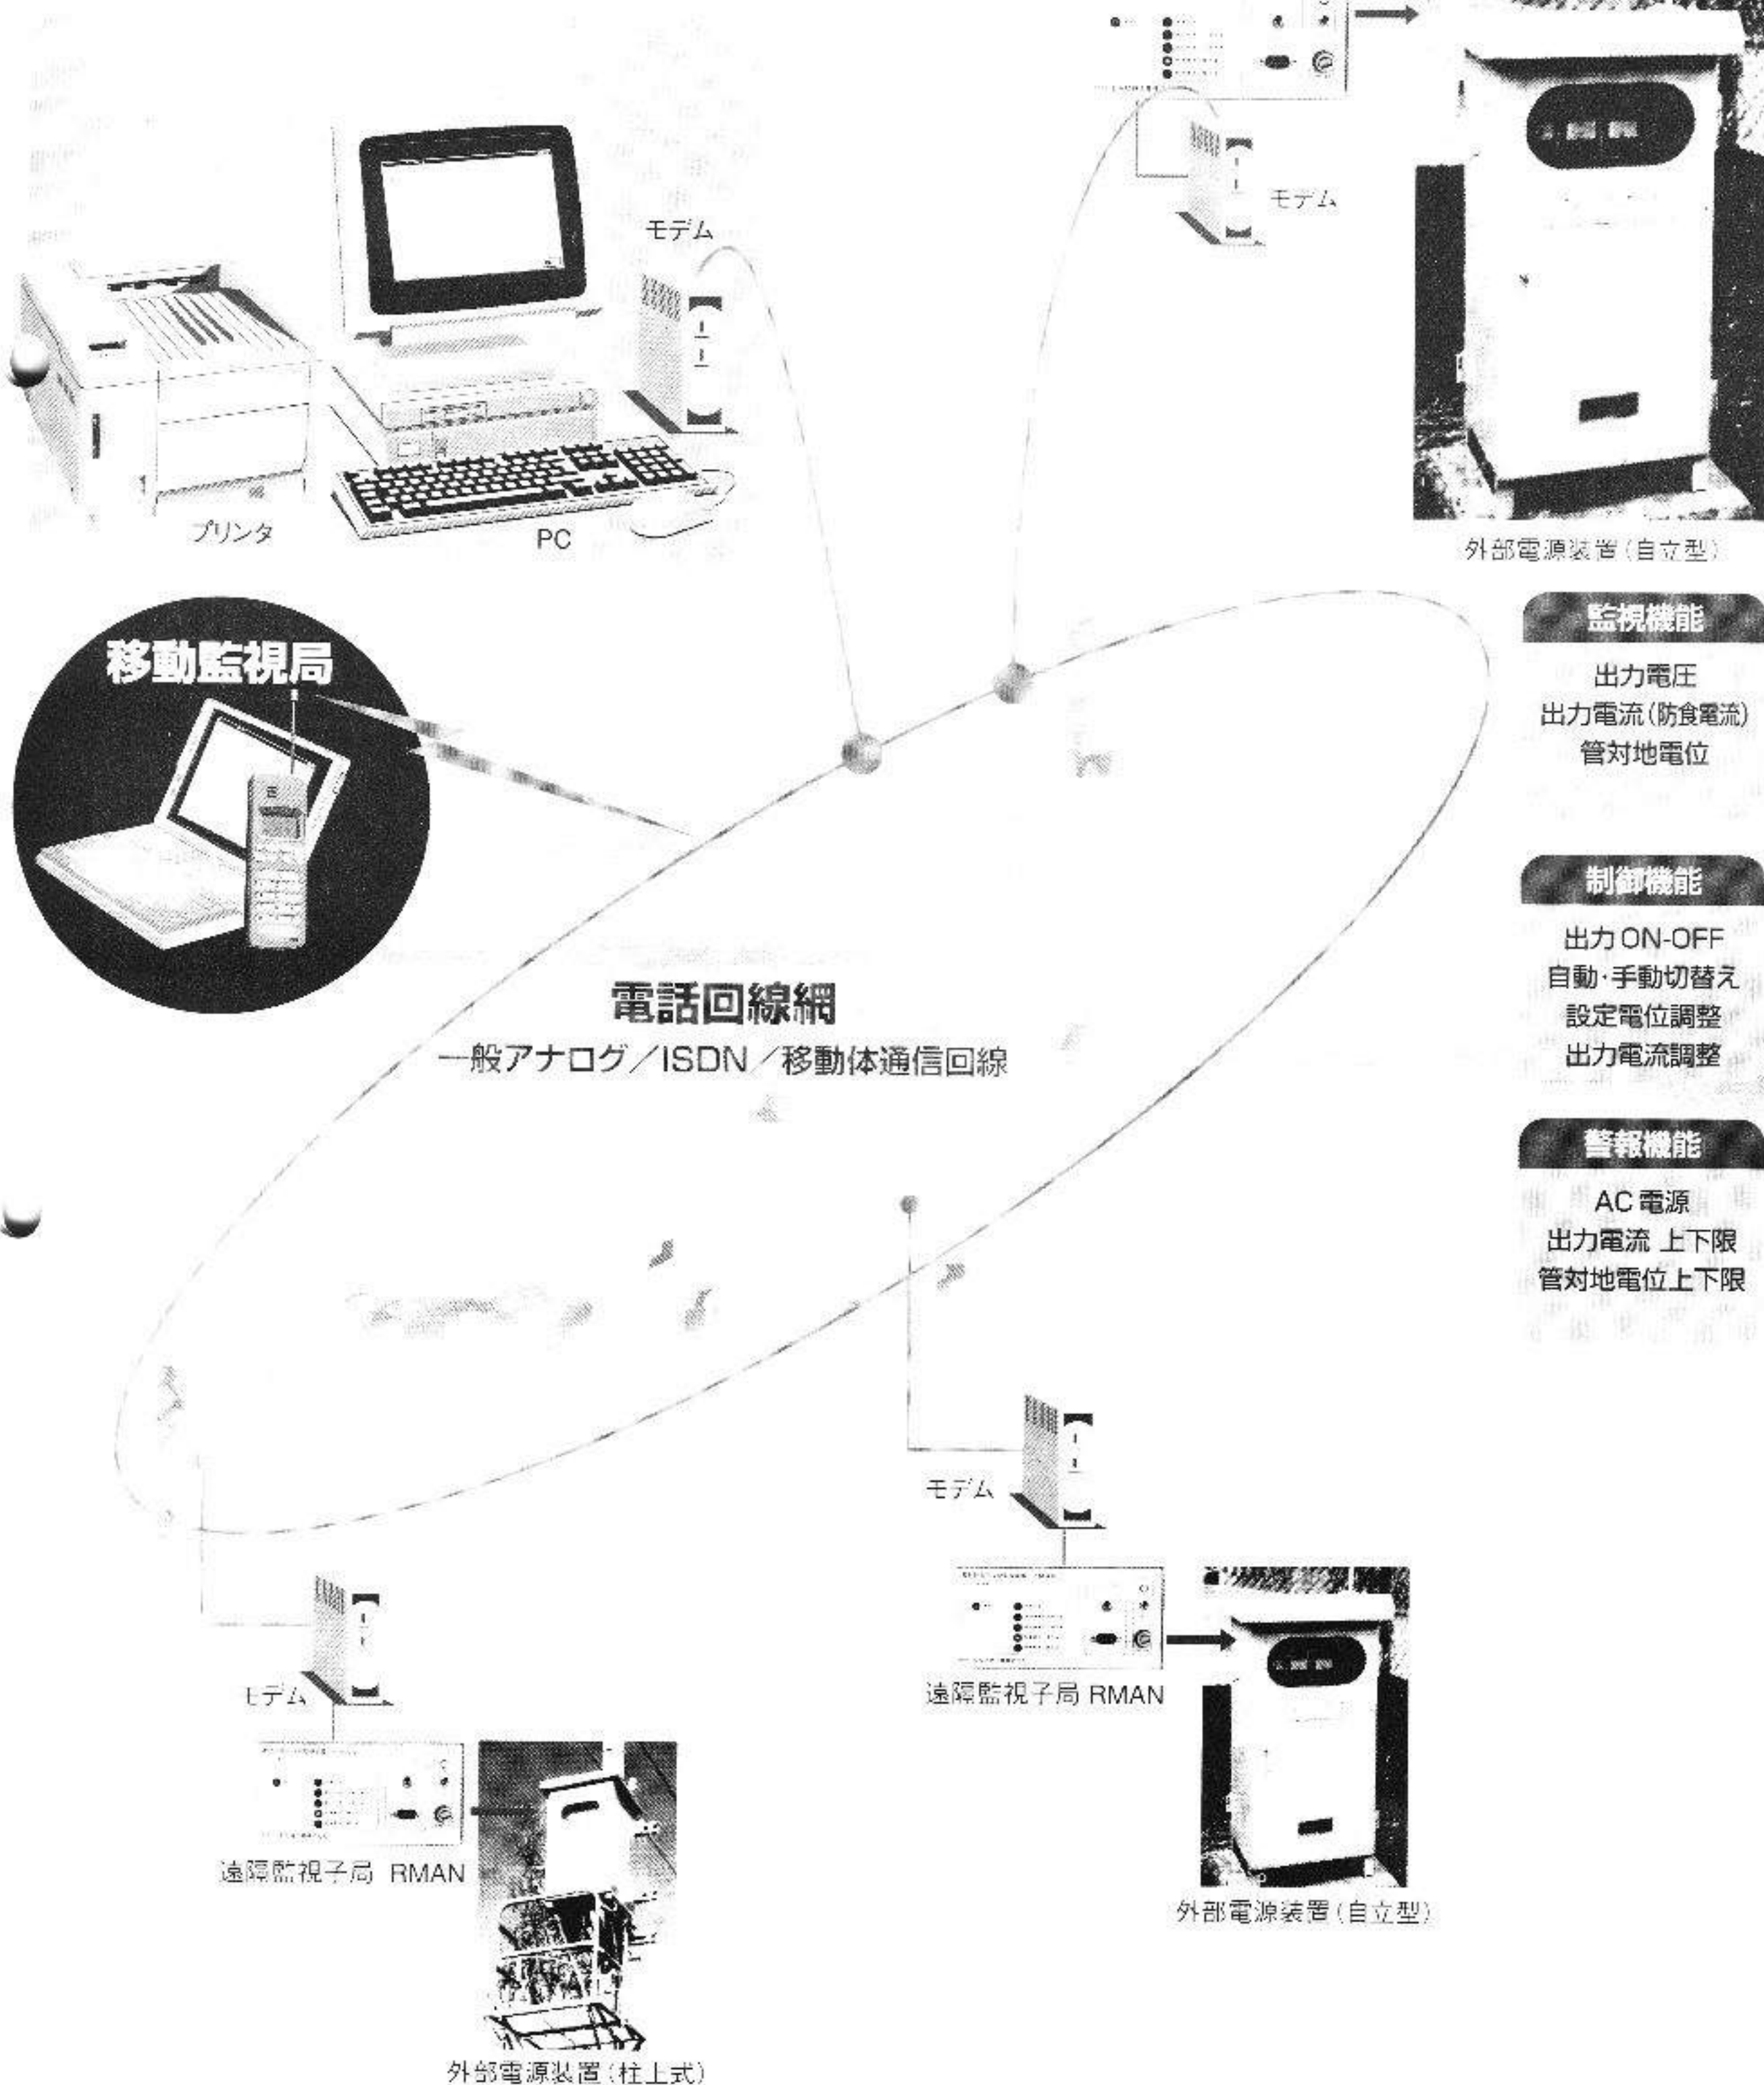 モデム
モデム
プリンタ
PC
外部電源装置(自立型)
移動監視局
監視機能
出力電圧
出力電流(防食電流)
管対地電位
制御機能
出力ON-OFF
自動・手動切替え
設定電位調整
出力電流調整
電話回線網
一般アナログ/ISDN/移動体通信回線
警報機能
AC電源
出力電流 上下限
管対地電位上下限
モデム
遠隔監視子局 RMAN
外部電源装置(自立型)
モデム
遠隔監視子局 RMAN
外部電源装置(柱上式)